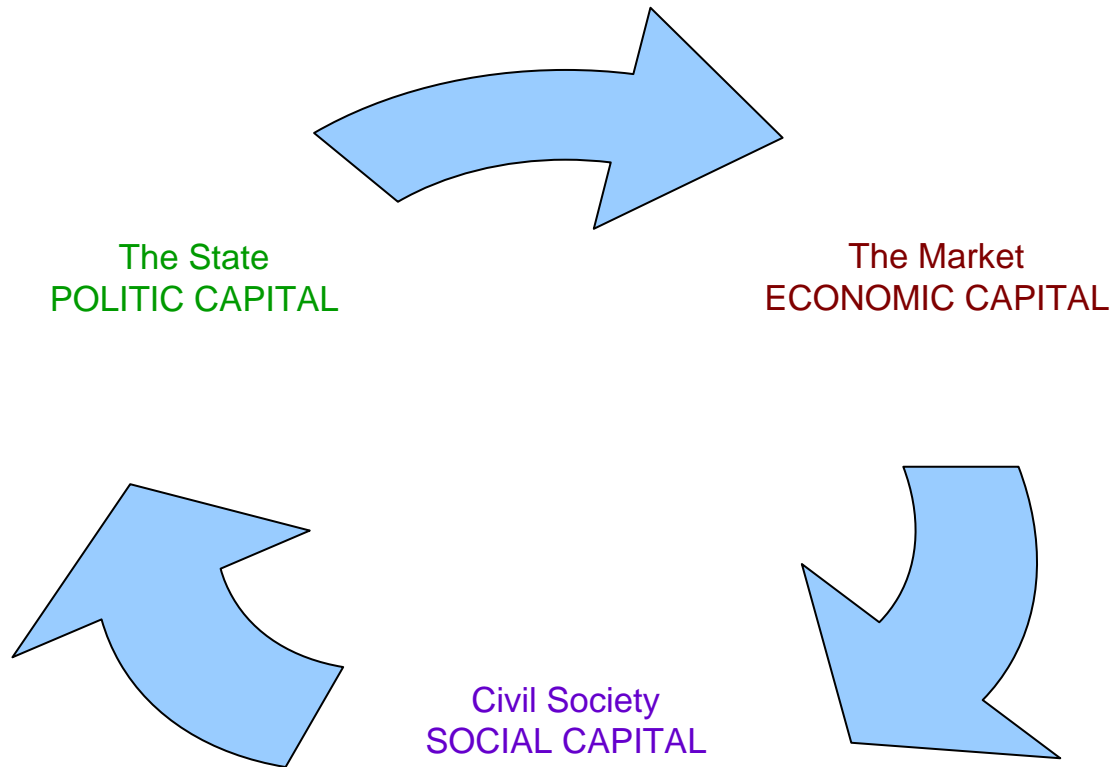 The State
POLITIC CAPITAL
The Market
ECONOMIC CAPITAL
Civil Society
SOCIAL CAPITAL